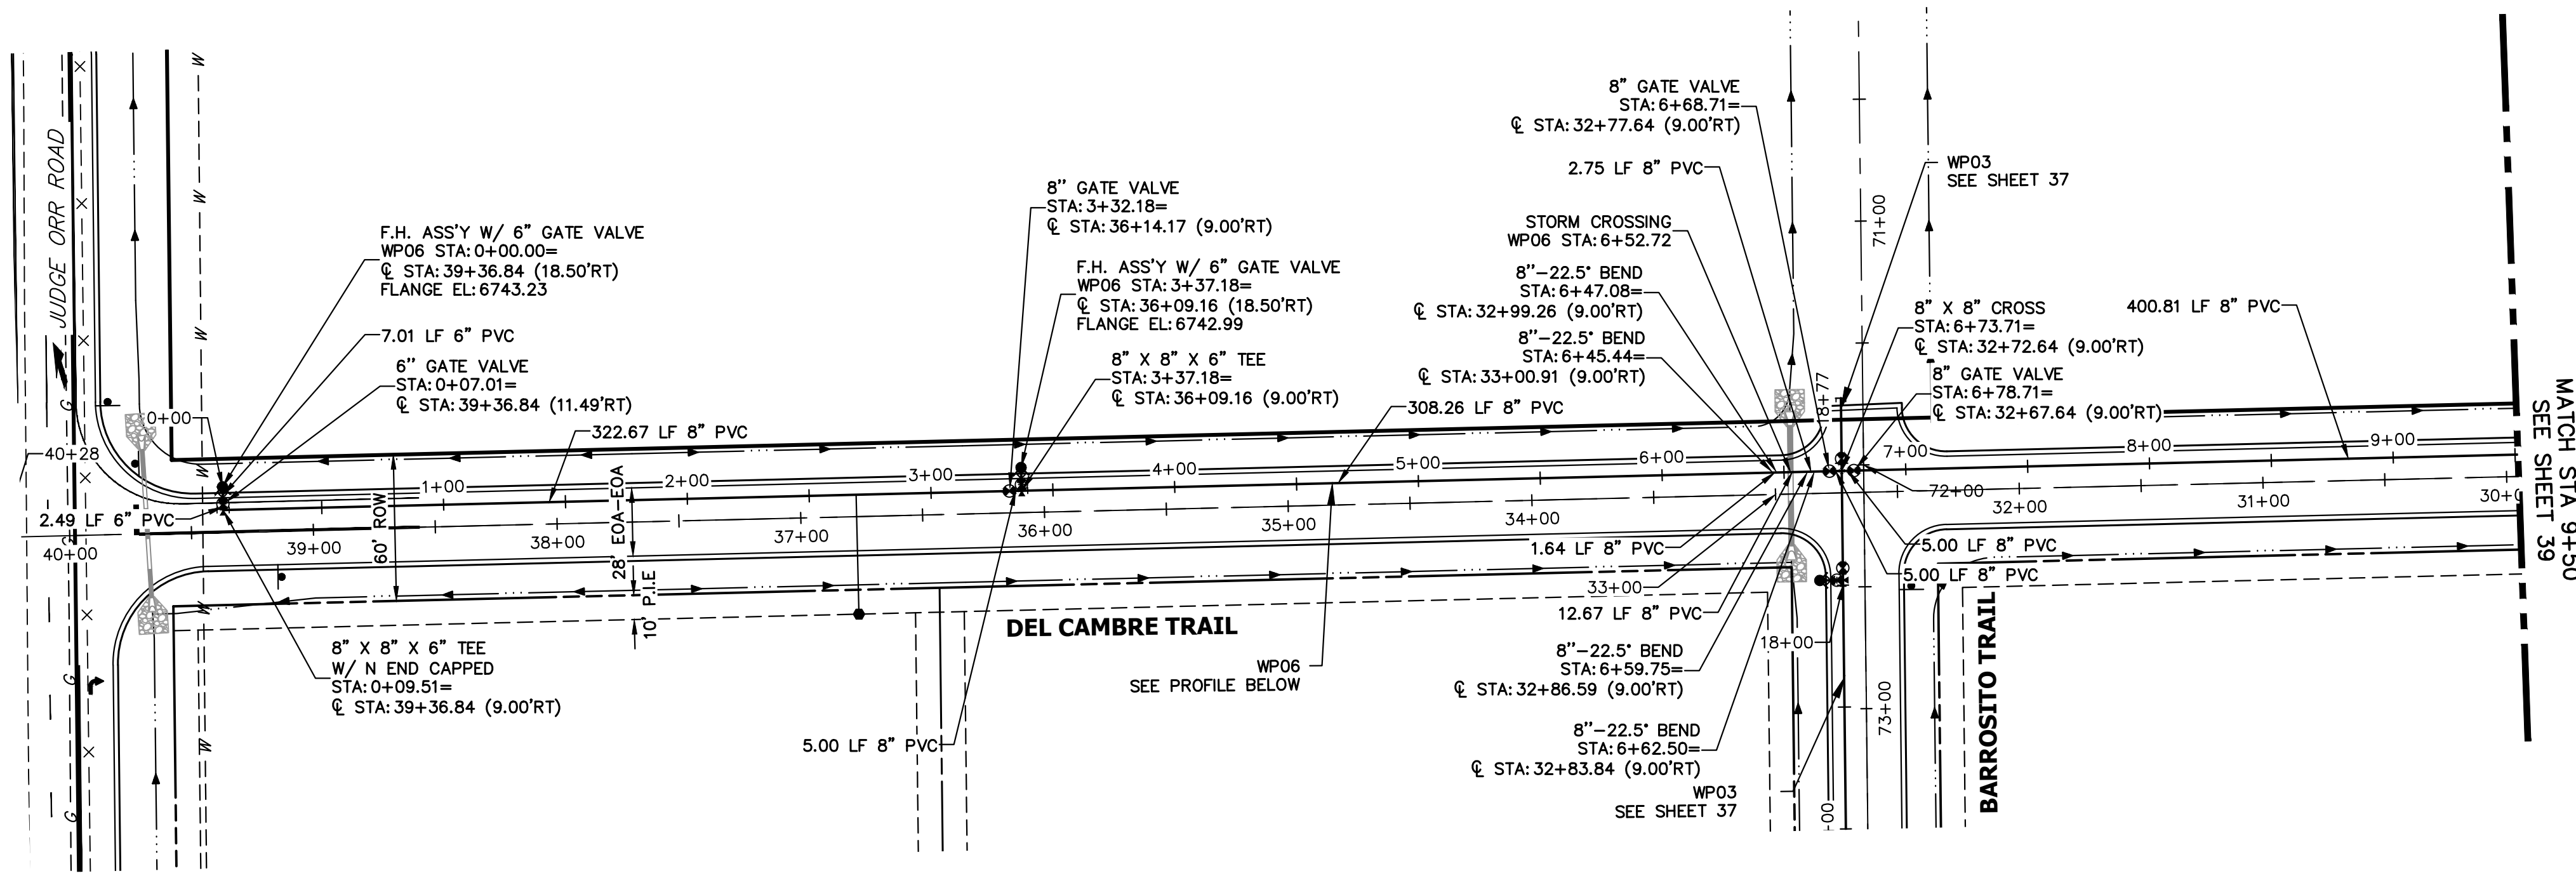 JUDGE ORR ROAD
F.H. ASS'Y W/ 6" GATE VALVE
WP06 STA: 0+00.00=
℄ STA: 39+36.84 (18.50'RT)
FLANGE EL: 6743.23
7.01 LF 6" PVC
6" GATE VALVE
STA: 0+07.01=
℄ STA: 39+36.84 (11.49'RT)
322.67 LF 8" PVC
8" GATE VALVE
STA: 3+32.18=
℄ STA: 36+14.17 (9.00'RT)
F.H. ASS'Y W/ 6" GATE VALVE
WP06 STA: 3+37.18=
℄ STA: 36+09.16 (18.50'RT)
FLANGE EL: 6742.99
8" X 8" X 6" TEE
STA: 3+37.18=
℄ STA: 36+09.16 (9.00'RT)
308.26 LF 8" PVC
8" GATE VALVE
STA: 6+68.71=
℄ STA: 32+77.64 (9.00'RT)
2.75 LF 8" PVC
STORM CROSSING
WP06 STA: 6+52.72
8"-22.5° BEND
STA: 6+47.08=
℄ STA: 32+99.26 (9.00'RT)
8"-22.5° BEND
STA: 6+45.44=
℄ STA: 33+00.91 (9.00'RT)
WP03
SEE SHEET 37
71+00
8" X 8" CROSS
STA: 6+73.71=
℄ STA: 32+72.64 (9.00'RT)
8" GATE VALVE
STA: 6+78.71=
℄ STA: 32+67.64 (9.00'RT)
400.81 LF 8" PVC
8+77
0+00
1+00
2+00
3+00
4+00
5+00
6+00
7+00
8+00
9+00
40+28
40+00
39+00
38+00
37+00
36+00
35+00
34+00
33+00
72+00
32+00
31+00
30+0
2.49 LF 6" PVC
60' ROW
28' EOA-EOA
10' P.I.E
1.64 LF 8" PVC
5.00 LF 8" PVC
5.00 LF 8" PVC
12.67 LF 8" PVC
18+00
8" X 8" X 6" TEE
W/ N END CAPPED
STA: 0+09.51=
℄ STA: 39+36.84 (9.00'RT)
5.00 LF 8" PVC
DEL CAMBRE TRAIL
WP06
SEE PROFILE BELOW
8"-22.5° BEND
STA: 6+59.75=
℄ STA: 32+86.59 (9.00'RT)
8"-22.5° BEND
STA: 6+62.50=
℄ STA: 32+83.84 (9.00'RT)
WP03
SEE SHEET 37
+00
73+00
BARROSITO TRAIL
MATCH STA 9+50
SEE SHEET 39
W
W
W
W
W
W
G
G
G